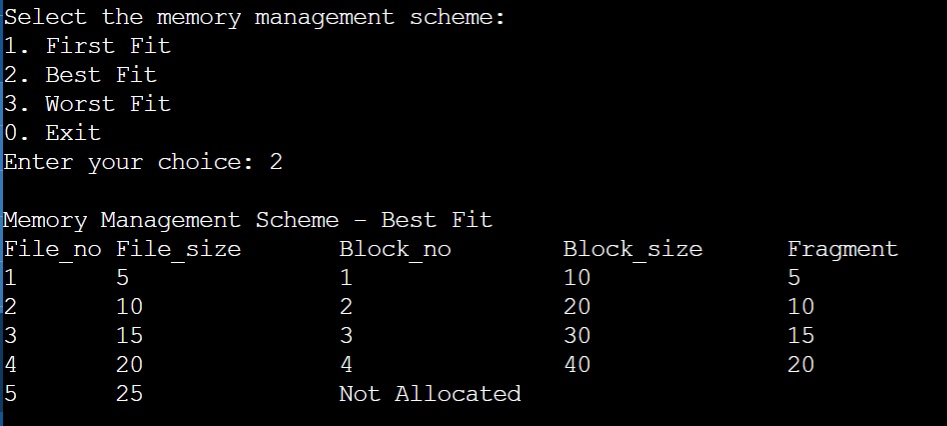 Select the memory management scheme:
1. First Fit
2. Best Fit
3. Worst Fit
0. Exit
Enter your choice: 2
Memory Management Scheme - Best Fit
File_no File_size Block_no Block_size Fragment
1 5 1 10 5
2 10 2 20 10
3 15 3 30 15
4 20 4 40 20
5 25 Not Allocated